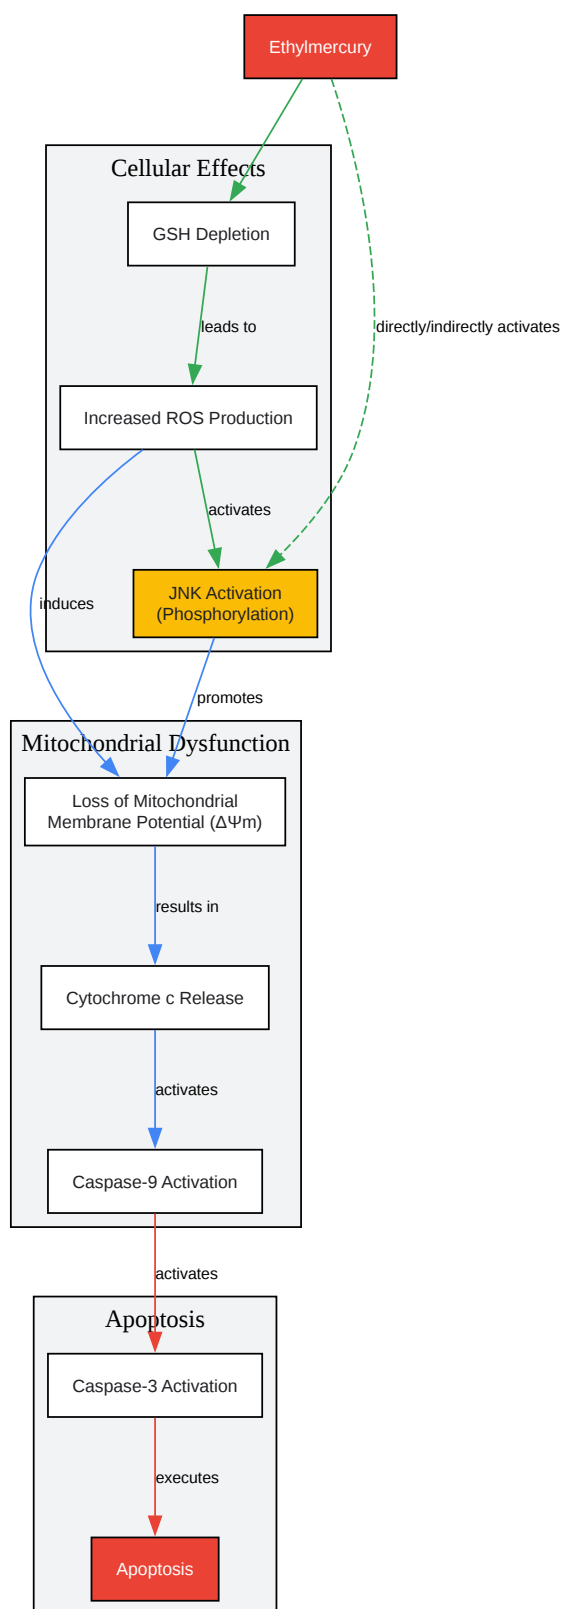 Ethylmercury
Cellular Effects
GSH Depletion
directly/indirectly activates
leads to
Increased ROS Production
activates
JNK Activation
(Phosphorylation)
induces
promotes
Mitochondrial Dysfunction
Loss of Mitochondrial
Membrane Potential (ΔΨm)
results in
Cytochrome c Release
activates
Caspase-9 Activation
activates
Apoptosis
Caspase-3 Activation
executes
Apoptosis